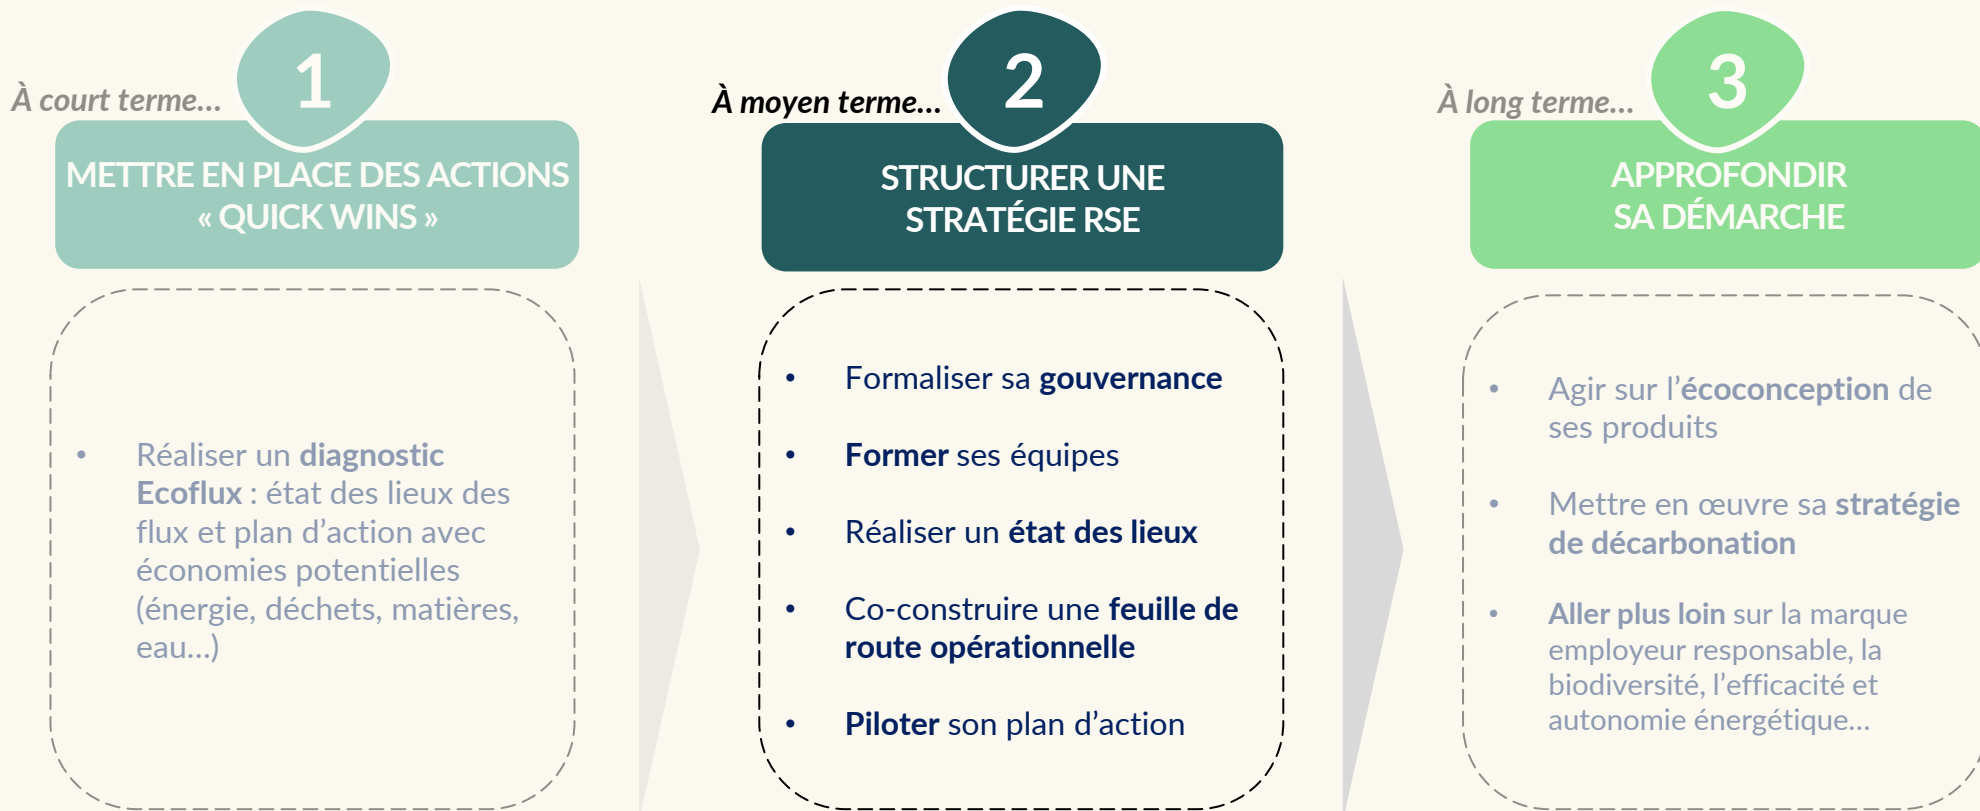 À court terme...
1
METTRE EN PLACE DES ACTIONS
« QUICK WINS »
• Réaliser un diagnostic
Ecoflux : état des lieux des
flux et plan d’action avec
économies potentielles
(énergie, déchets, matières,
eau...)
À moyen terme...
2
STRUCTURER UNE
STRATÉGIE RSE
• Formaliser sa gouvernance
• Former ses équipes
• Réaliser un état des lieux
• Co-construire une feuille de
route opérationnelle
• Piloter son plan d’action
À long terme...
3
APPROFONDIR
SA DÉMARCHE
• Agir sur l’écoconception de
ses produits
• Mettre en œuvre sa stratégie
de décarbonation
• Aller plus loin sur la marque
employeur responsable, la
biodiversité, l’efficacité et
autonomie énergétique...